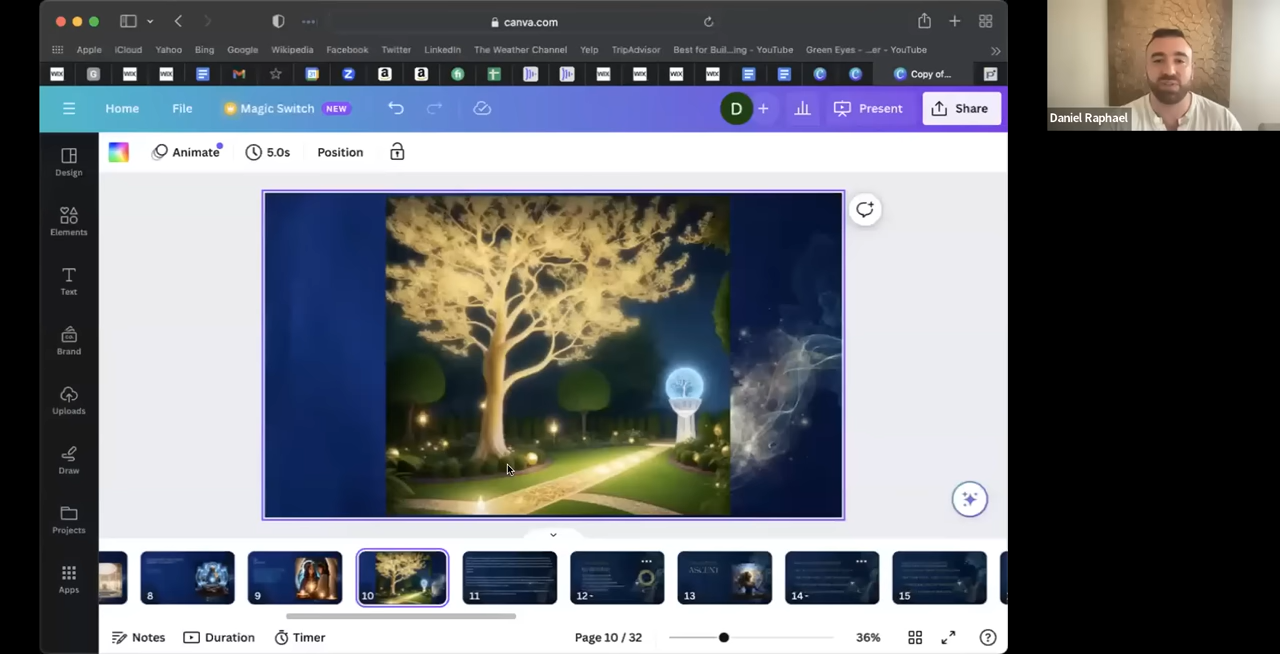 canva.com
Apple iCloud Yahoo Bing Google Wikipedia Facebook Twitter LinkedIn The Weather Channel Yelp TripAdvisor Best for Buil...ing - YouTube Green Eyes - ...er - YouTube
Copy of...
Home File Magic Switch NEW D Present Share
Animate 5.0s Position
Design
Elements
Text
Brand
Uploads
Draw
Projects
Apps
8 9 10 11 12 13 ASCENT 14 15
Notes Duration Timer Page 10 / 32 36%
Daniel Raphael